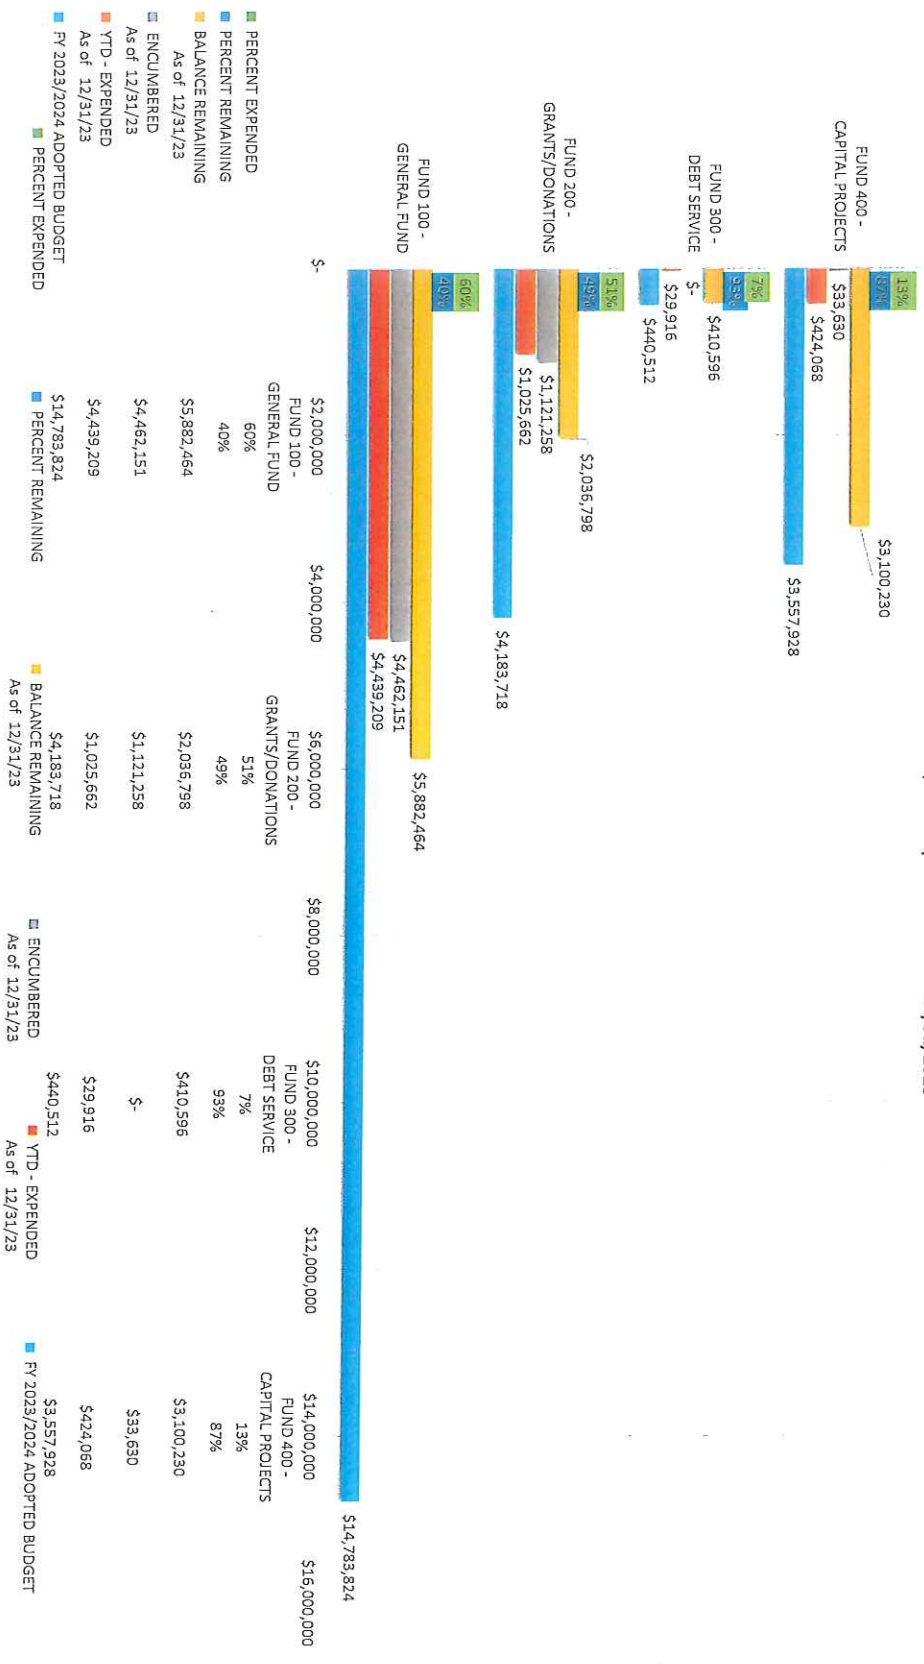 FUND 400 -
CAPITAL PROJECTS
13%
87%
$3,100,230
$33,630
$424,068
$3,557,928
FUND 300 -
DEBT SERVICE
7%
93%
$410,596
$-
$29,916
$440,512
FUND 200 -
GRANTS/DONATIONS
51%
49%
$2,036,798
$1,121,258
$1,025,662
$4,183,718
FUND 100 -
GENERAL FUND
60%
40%
$5,882,464
$4,462,151
$4,439,209
$14,783,824
$- $2,000,000 $4,000,000 $6,000,000 $8,000,000 $10,000,000 $12,000,000 $14,000,000 $16,000,000
FUND 100 - FUND 200 - FUND 300 - FUND 400 -
GENERAL FUND GRANTS/DONATIONS DEBT SERVICE CAPITAL PROJECTS
PERCENT EXPENDED 60% 51% 7% 13%
PERCENT REMAINING 40% 49% 93% 87%
BALANCE REMAINING
As of 12/31/23 $5,882,464 $2,036,798 $410,596 $3,100,230
ENCUMBERED
As of 12/31/23 $4,462,151 $1,121,258 $- $33,630
YTD - EXPENDED
As of 12/31/23 $4,439,209 $1,025,662 $29,916 $424,068
FY 2023/2024 ADOPTED BUDGET $14,783,824 $4,183,718 $440,512 $3,557,928
PERCENT EXPENDED PERCENT REMAINING BALANCE REMAINING ENCUMBERED YTD - EXPENDED FY 2023/2024 ADOPTED BUDGET
As of 12/31/23 As of 12/31/23 As of 12/31/23